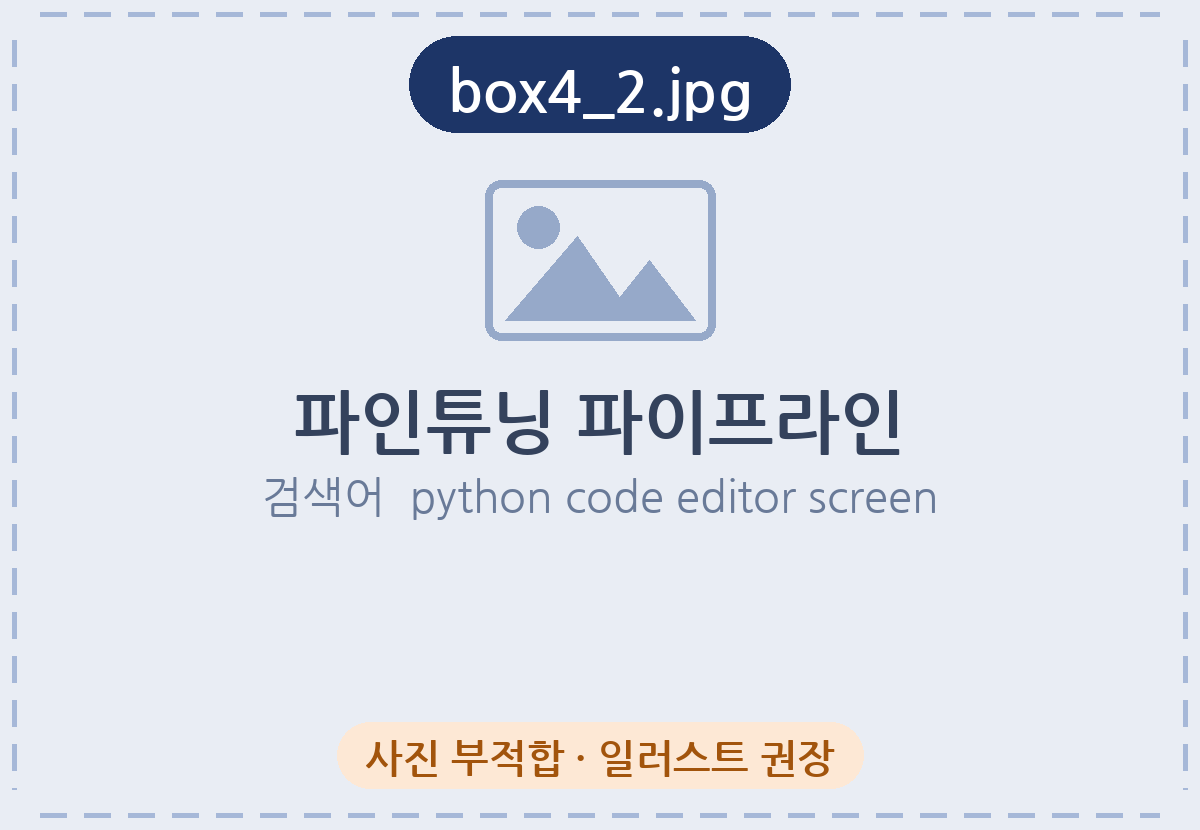 box4_2.jpg
파인튜닝 파이프라인
검색어 python code editor screen
사진 부적합 · 일러스트 권장